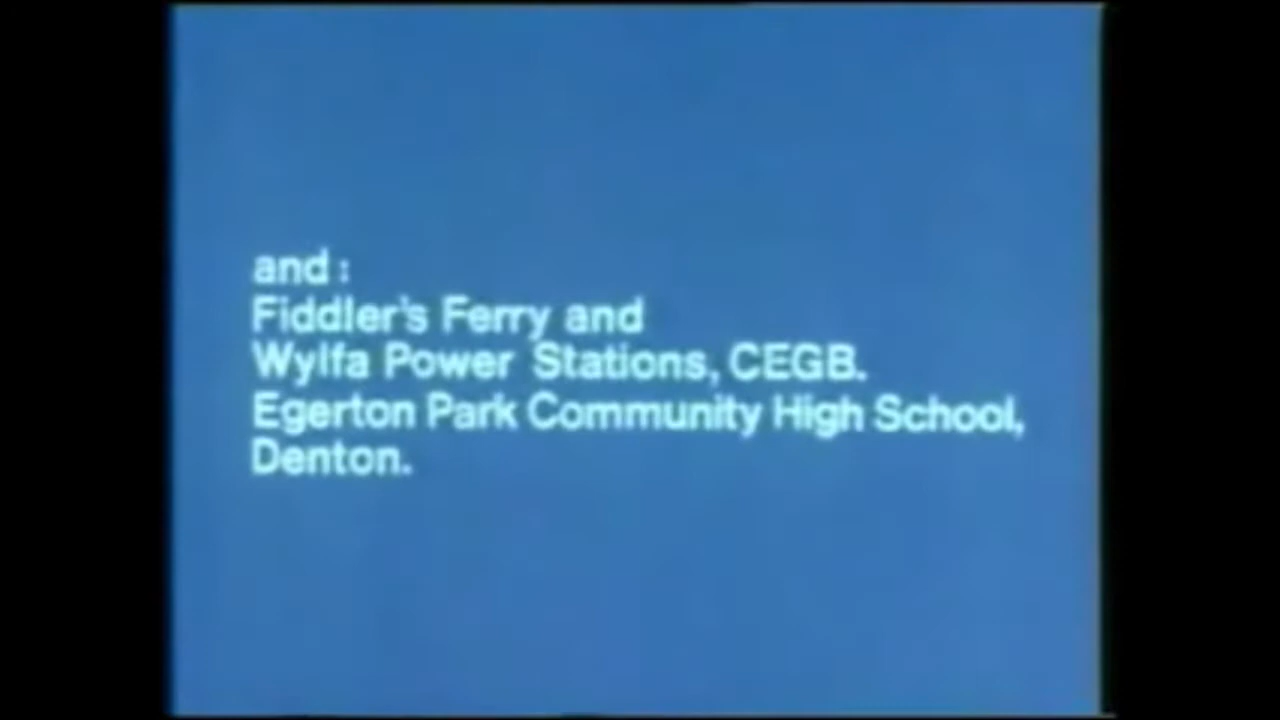 and :
Fiddler's Ferry and
Wylfa Power Stations, CEGB.
Egerton Park Community High School,
Denton.